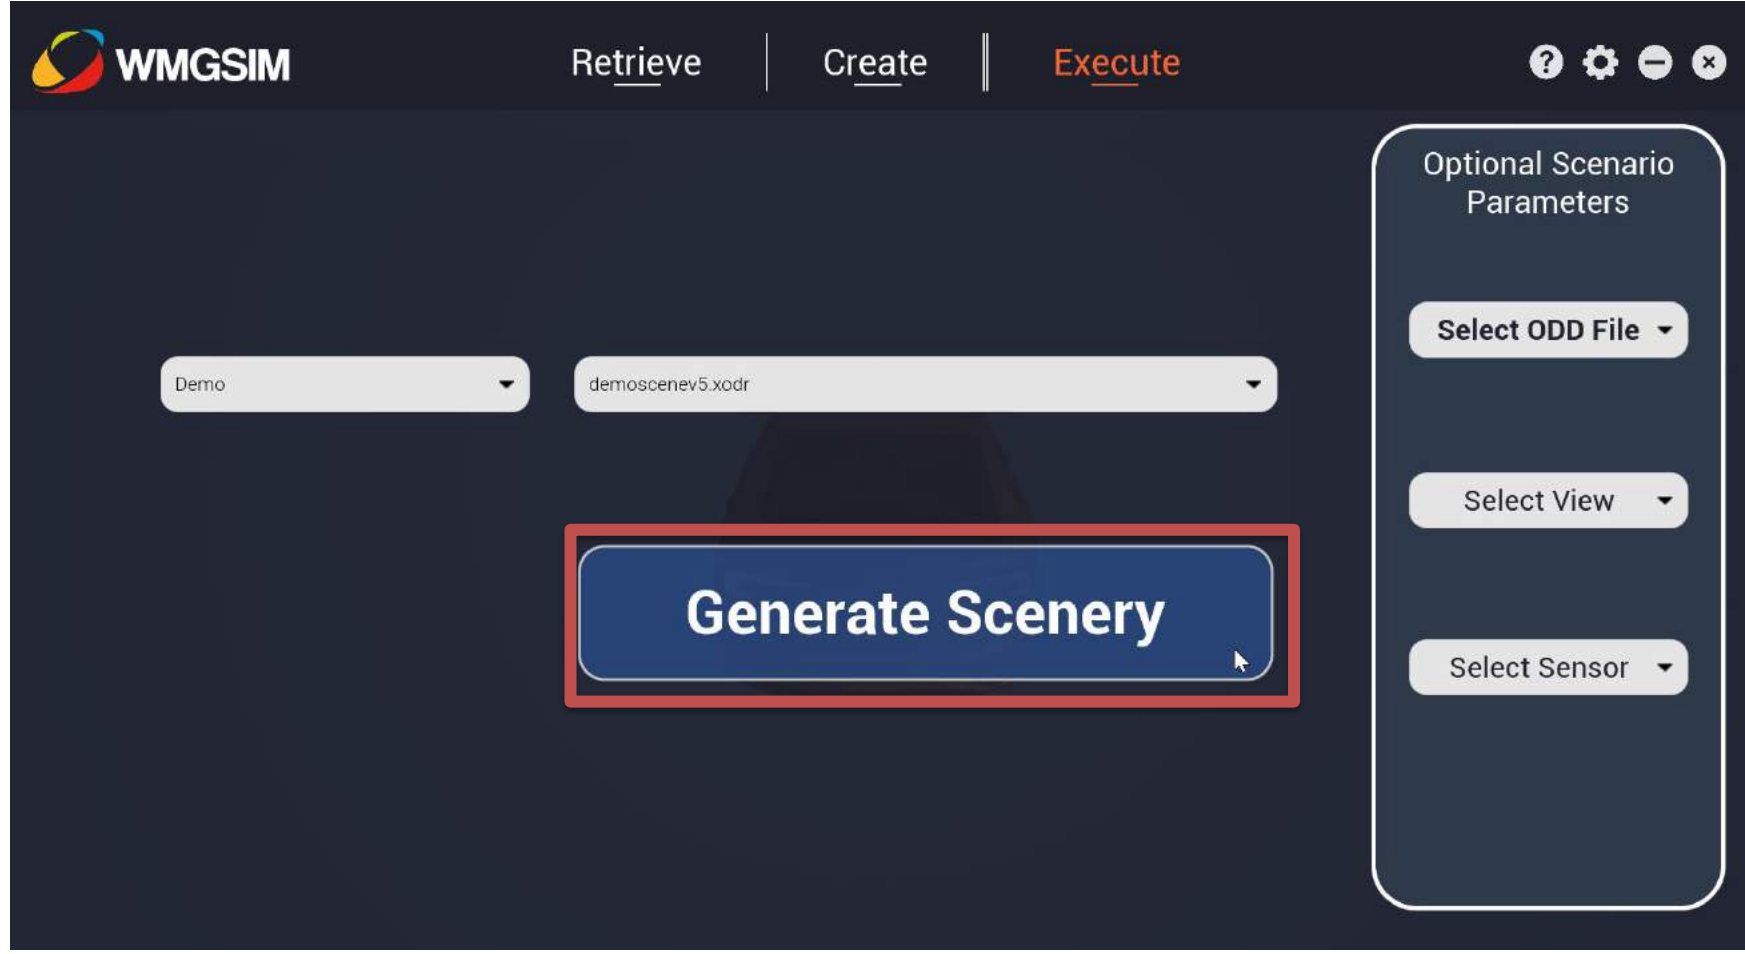 WMGSIM
Retrieve
Create
Execute
?
Optional Scenario
Parameters
Select ODD File
Demo
demoscenev5.xodr
Select View
Generate Scenery
Select Sensor